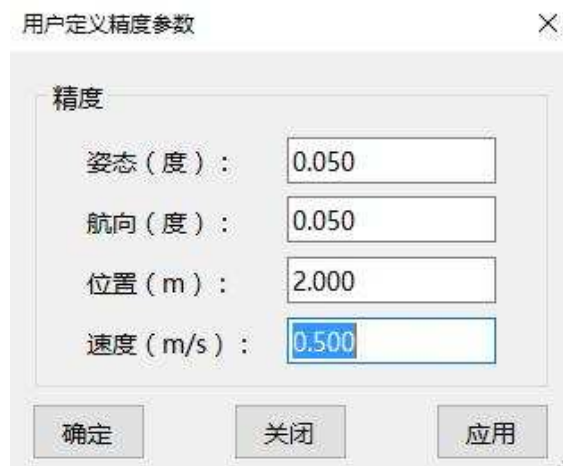 用户定义精度参数
精度
姿态（度）： 0.050
航向（度）： 0.050
位置（m）： 2.000
速度（m/s）： 0.500
确定 关闭 应用